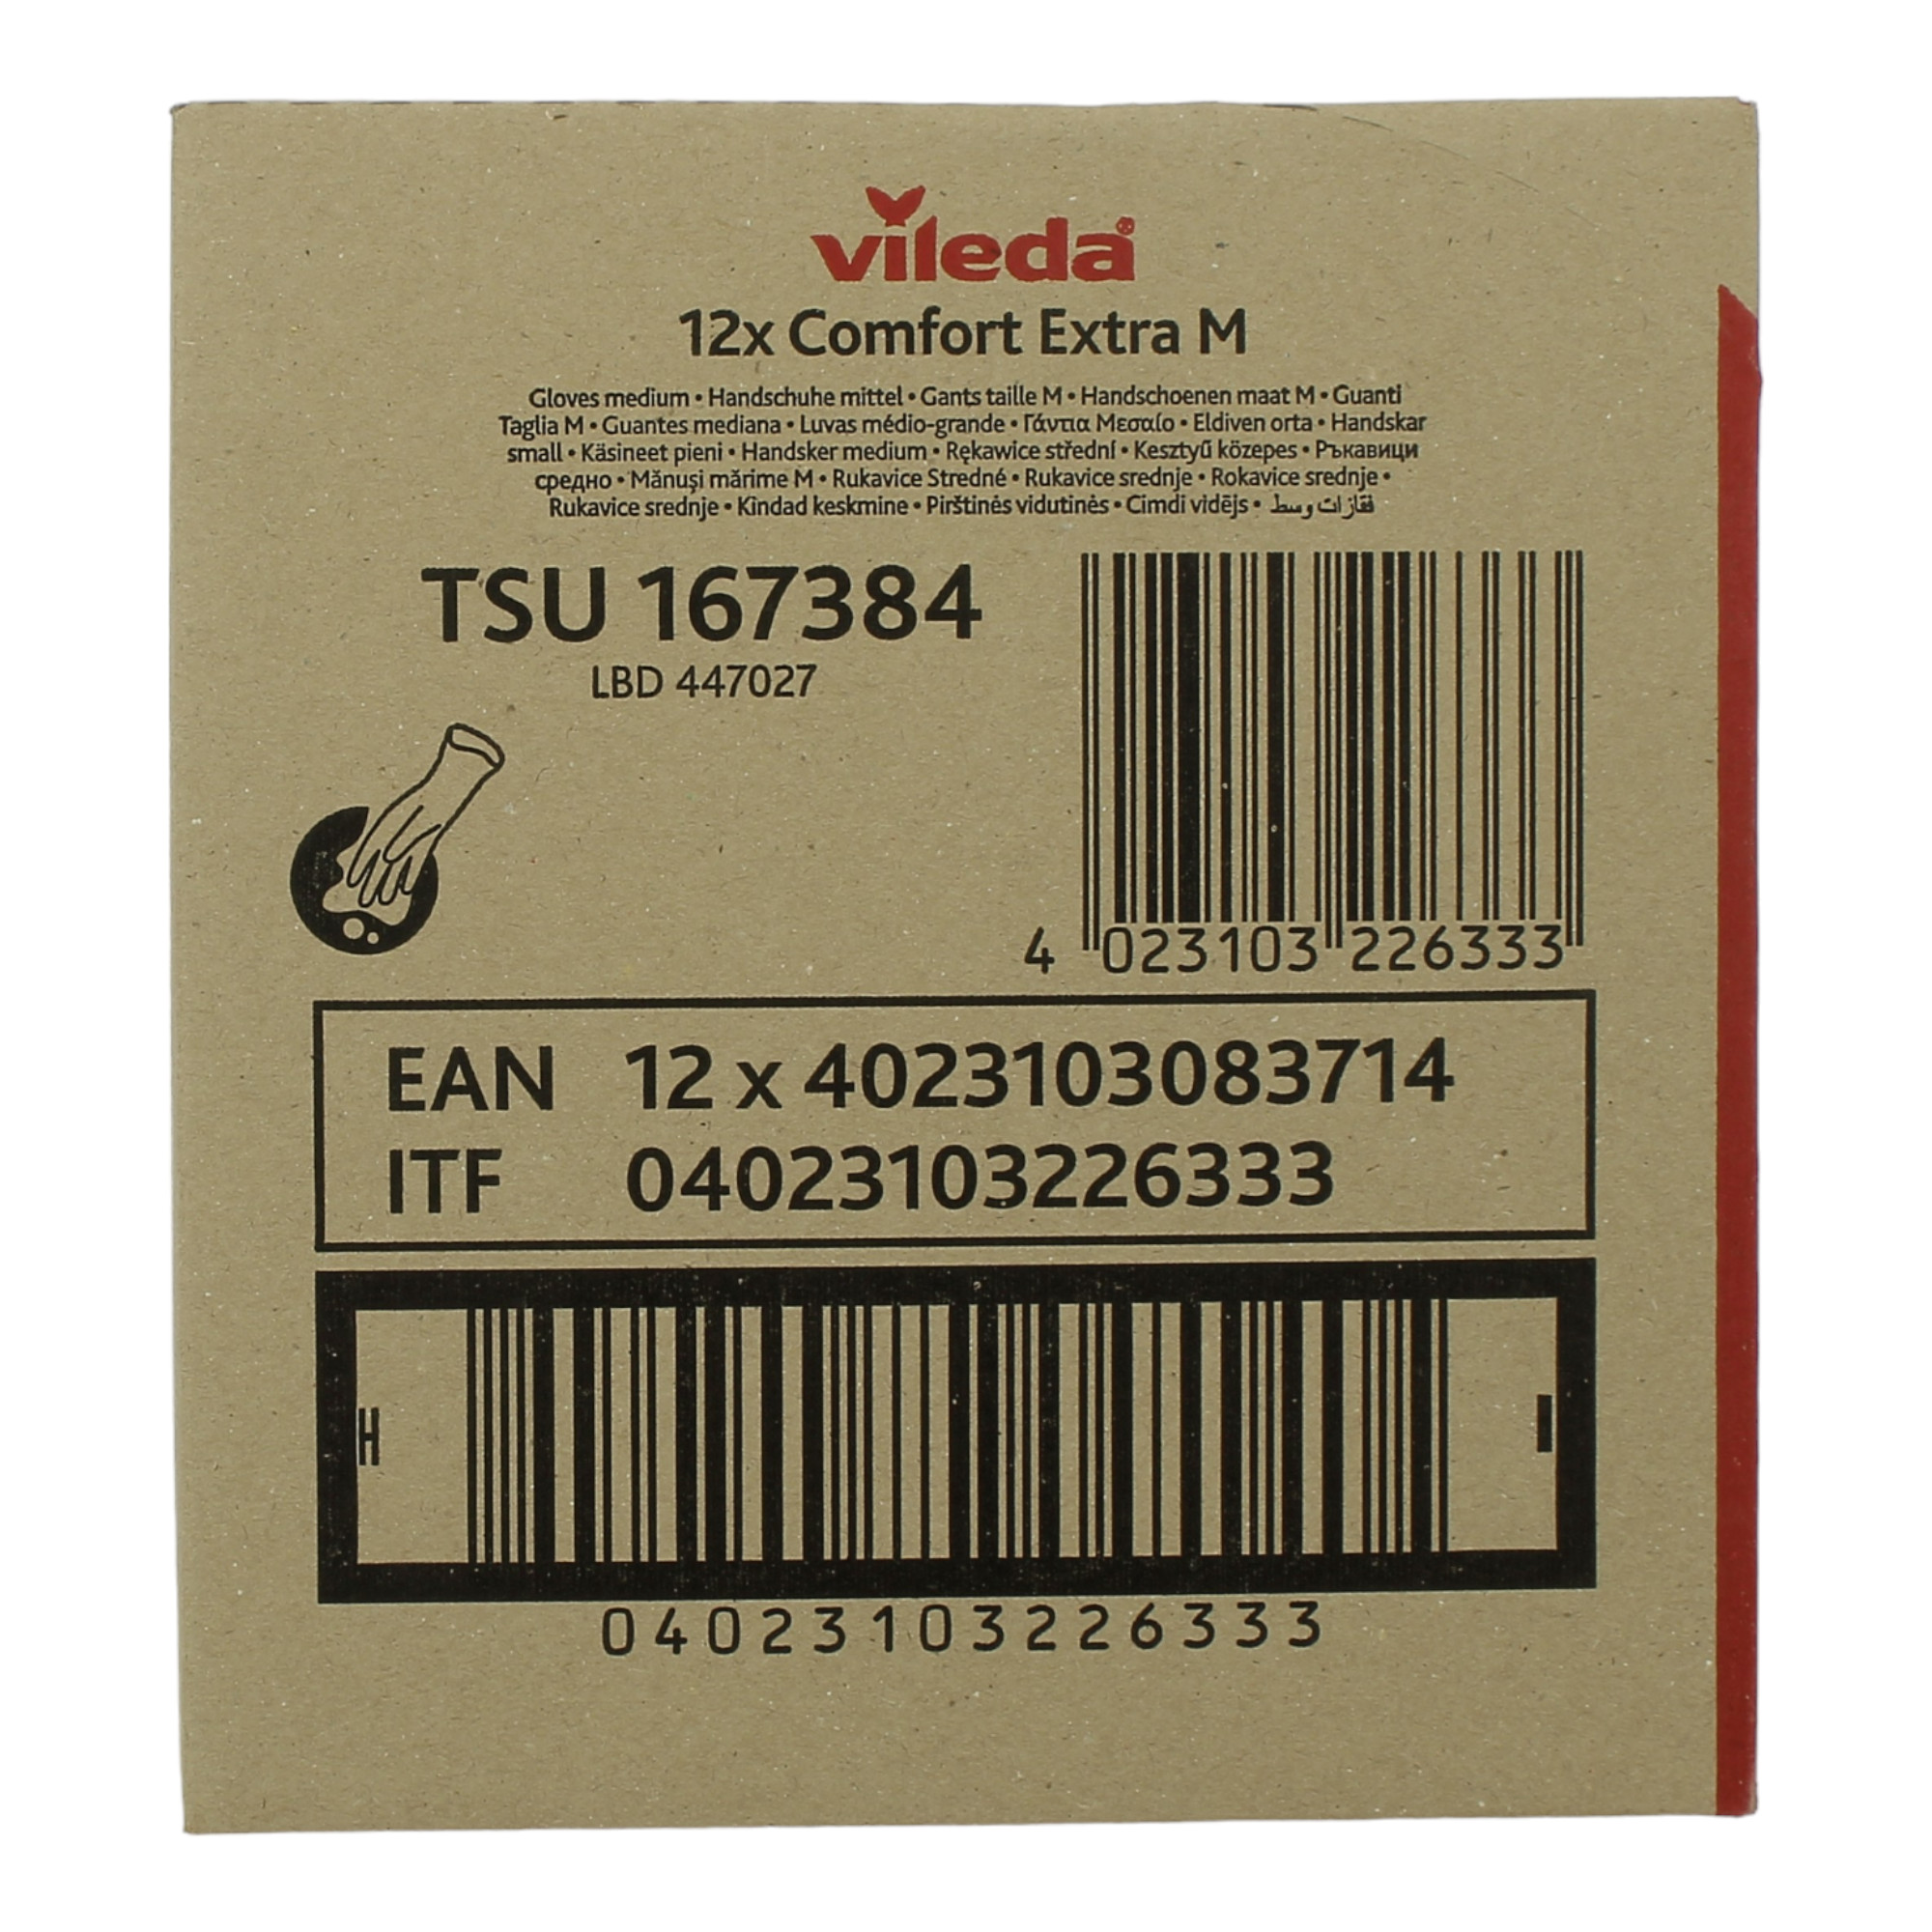 vileda®
12x Comfort Extra M
Gloves medium • Handschuhe mittel • Gants taille M • Handschoenen maat M • Guanti
Taglia M • Guantes mediana • Luvas médio-grande • Γάντια Μεσαίο • Eldiven orta • Handskar
small • Käsineet pieni • Handsker medium • Rękawice střední • Kesztyű közepes • Ръкавици
средно • Mănuşi mărime M • Rukavice Stredné • Rukavice srednje • Rokavice srednje •
Rukavice srednje • Kindad keskmine • Pirštinės vidutinės • Cimdi vidējs • قفازات وسط
TSU 167384
LBD 447027
4 023103 226333
EAN 12 x 4023103083714
ITF 04023103226333
H
04023103226333